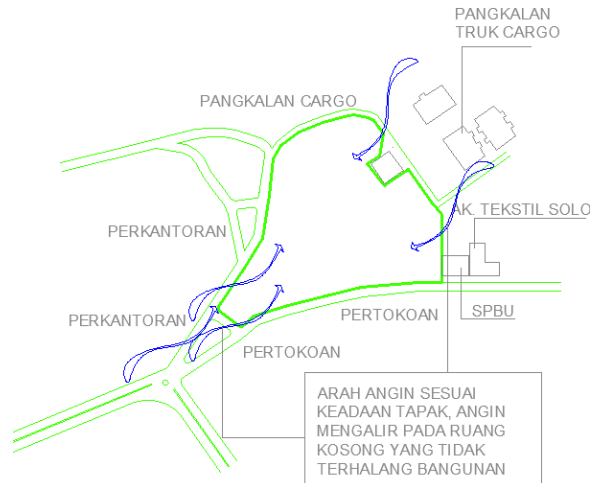 PANGKALAN
TRUK CARGO
PANGKALAN CARGO
AK. TEKSTIL SOLO
PERKANTORAN
PERKANTORAN
PERTOKOAN
SPBU
PERTOKOAN
ARAH ANGIN SESUAI
KEADAAN TAPAK, ANGIN
MENGALIR PADA RUANG
KOSONG YANG TIDAK
TERHALANG BANGUNAN